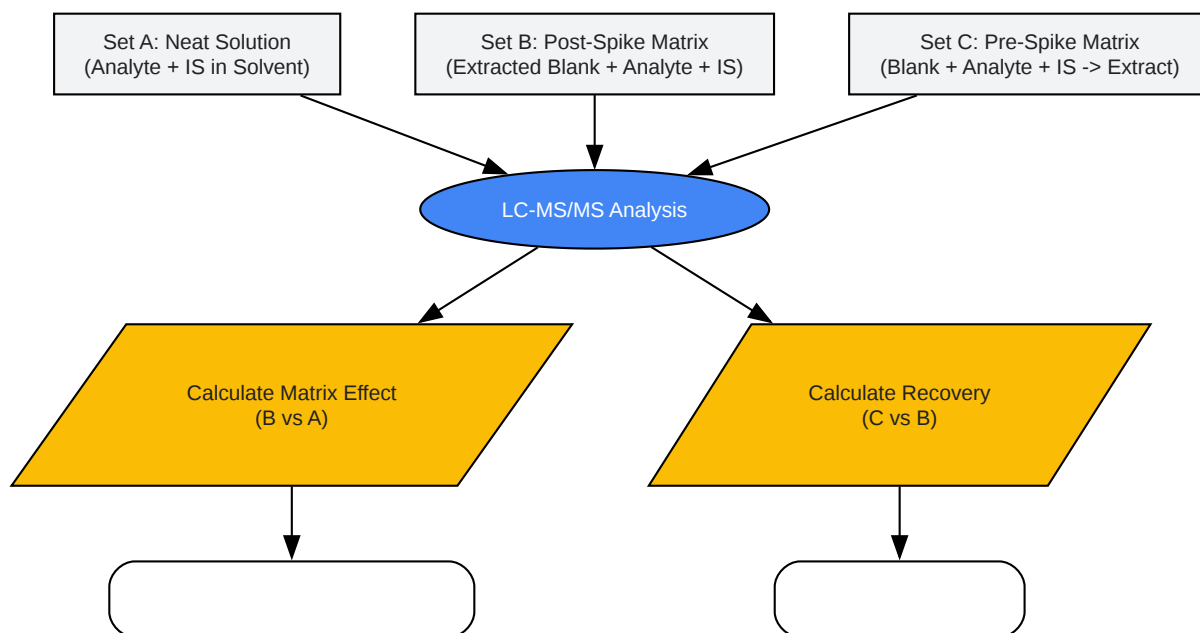 Set A: Neat Solution
(Analyte + IS in Solvent)
Set B: Post-Spike Matrix
(Extracted Blank + Analyte + IS)
Set C: Pre-Spike Matrix
(Blank + Analyte + IS -> Extract)
LC-MS/MS Analysis
Calculate Matrix Effect
(B vs A)
Calculate Recovery
(C vs B)